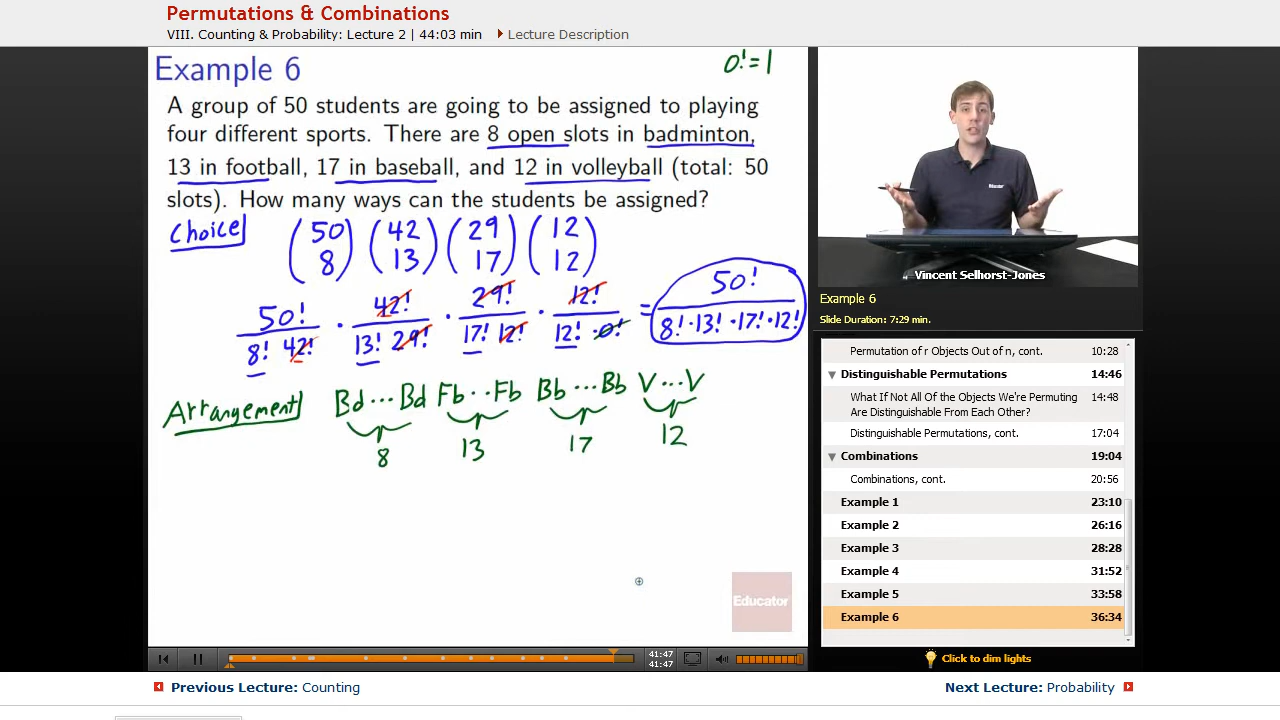 Permutations & Combinations
VIII. Counting & Probability: Lecture 2 | 44:03 min
Lecture Description
Example 6
0! = 1
A group of 50 students are going to be assigned to playing
four different sports. There are 8 open slots in badminton,
13 in football, 17 in baseball, and 12 in volleyball (total: 50
slots). How many ways can the students be assigned?
Choice
(50 8) (42 13) (29 17) (12 12)
50!/(8! 42!) · 42!/(13! 29!) · 29!/(17! 12!) · 12!/(12! · 0!) = 50!/(8! · 13! · 17! · 12!)
Arrangement Bd ... Bd Fb .. Fb Bb ... Bb V ... V
8 13 17 12
Educator
Vincent Selhorst-Jones
Example 6
Slide Duration: 7:29 min.
Permutation of r Objects Out of n, cont. 10:28
Distinguishable Permutations 14:46
What If Not All Of the Objects We're Permuting 14:48
Are Distinguishable From Each Other?
Distinguishable Permutations, cont. 17:04
Combinations 19:04
Combinations, cont. 20:56
Example 1 23:10
Example 2 26:16
Example 3 28:28
Example 4 31:52
Example 5 33:58
Example 6 36:34
41:47
41:47
Click to dim lights
Previous Lecture: Counting
Next Lecture: Probability